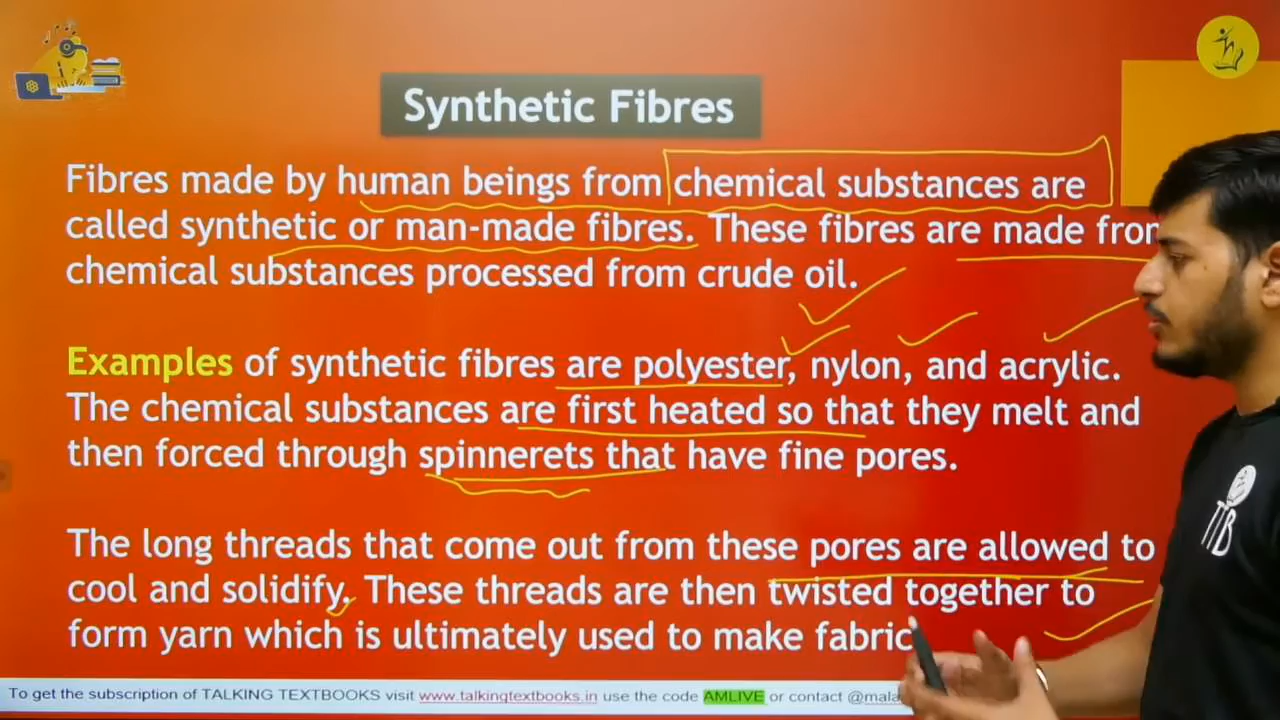 Synthetic Fibres
Fibres made by human beings from chemical substances are
called synthetic or man-made fibres. These fibres are made from
chemical substances processed from crude oil.
Examples of synthetic fibres are polyester, nylon, and acrylic.
The chemical substances are first heated so that they melt and
then forced through spinnerets that have fine pores.
The long threads that come out from these pores are allowed to
cool and solidify. These threads are then twisted together to
form yarn which is ultimately used to make fabric
TTB
To get the subscription of TALKING TEXTBOOKS visit www.talkingtextbooks.in use the code AMLIVE or contact